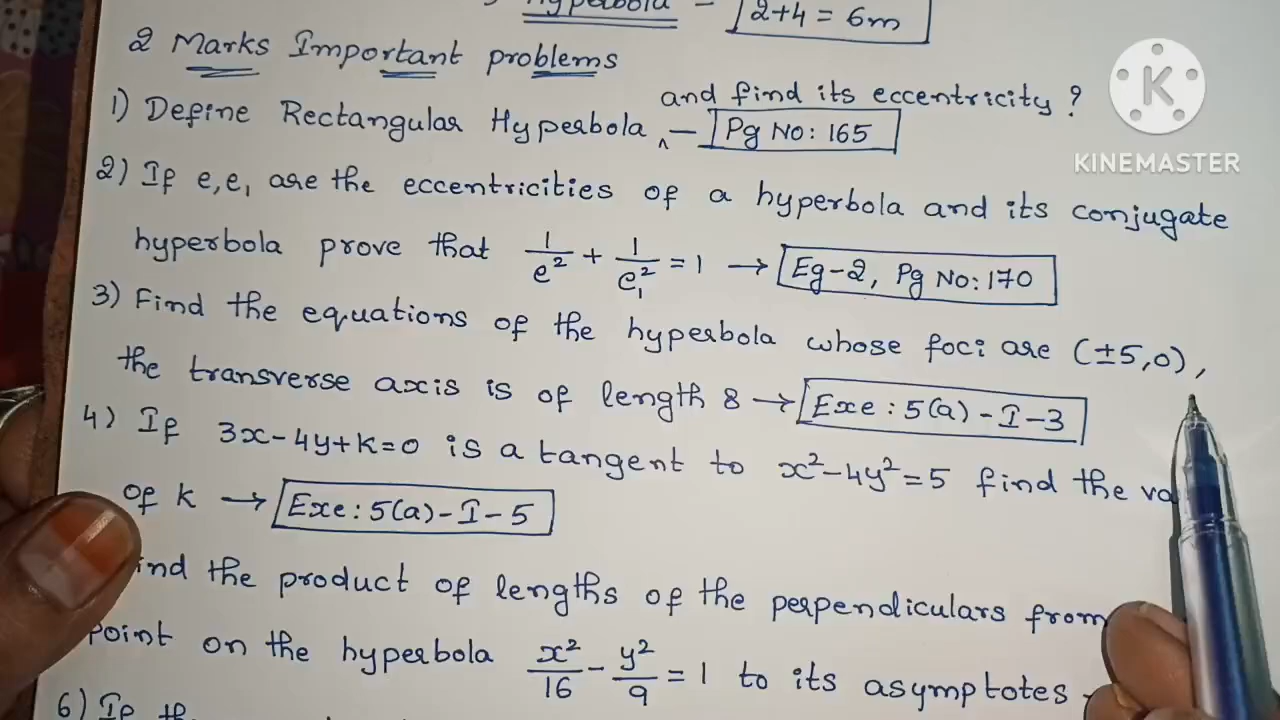 Hyperbola - 2+4 = 6m
2 Marks Important problems
1) Define Rectangular Hyperbola ^ and find its eccentricity ? — Pg No: 165
2) If e, e₁ are the eccentricities of a hyperbola and its conjugate
hyperbola prove that 1/e² + 1/e₁² = 1 → Eg-2, Pg No: 170
3) Find the equations of the hyperbola whose foci are (±5,0),
the transverse axis is of length 8 → Exe: 5(a)-I-3
4) If 3x-4y+k=0 is a tangent to x²-4y²=5 find the
of k → Exe: 5(a)-I-5
the product of lengths of the perpendiculars from
point on the hyperbola x²/16 - y²/9 = 1 to its asymptotes
6) If
KINEMASTER